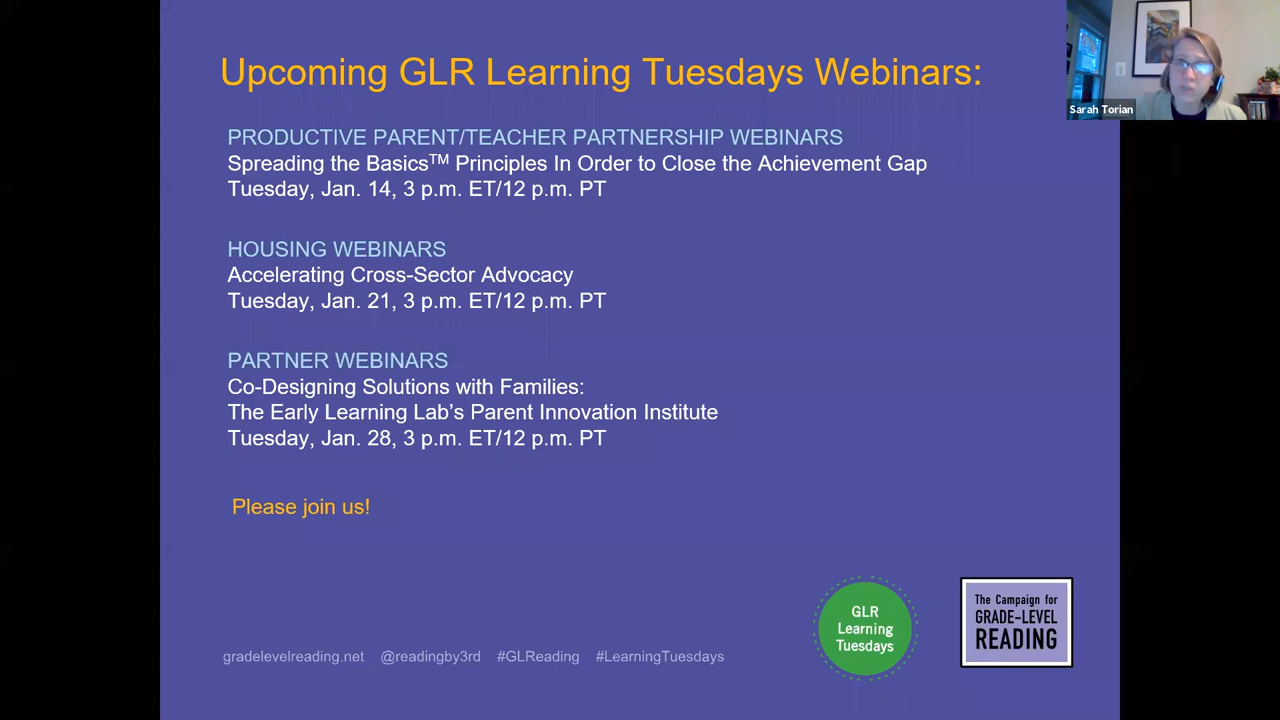 Upcoming GLR Learning Tuesdays Webinars:
Sarah Torian
PRODUCTIVE PARENT/TEACHER PARTNERSHIP WEBINARS
Spreading the Basics™ Principles In Order to Close the Achievement Gap
Tuesday, Jan. 14, 3 p.m. ET/12 p.m. PT
HOUSING WEBINARS
Accelerating Cross-Sector Advocacy
Tuesday, Jan. 21, 3 p.m. ET/12 p.m. PT
PARTNER WEBINARS
Co-Designing Solutions with Families:
The Early Learning Lab’s Parent Innovation Institute
Tuesday, Jan. 28, 3 p.m. ET/12 p.m. PT
Please join us!
GLR
Learning
Tuesdays
The Campaign for
GRADE-LEVEL
READING
gradelevelreading.net @readingby3rd #GLReading #LearningTuesdays